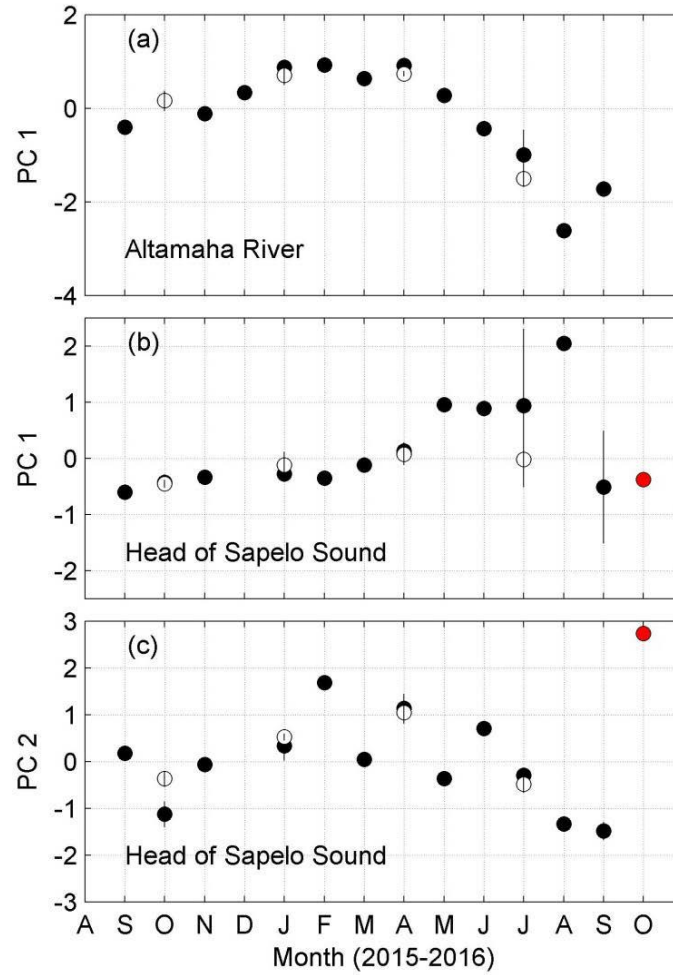 2
(a)
0
PC 1
-2
Altamaha River
-4
2
(b)
1
PC 1
0
-1
Head of Sapelo Sound
-2
3
(c)
2
1
PC 2
0
-1
Head of Sapelo Sound
-2
-3
A S O N D J F M A M J J A S O
Month (2015-2016)